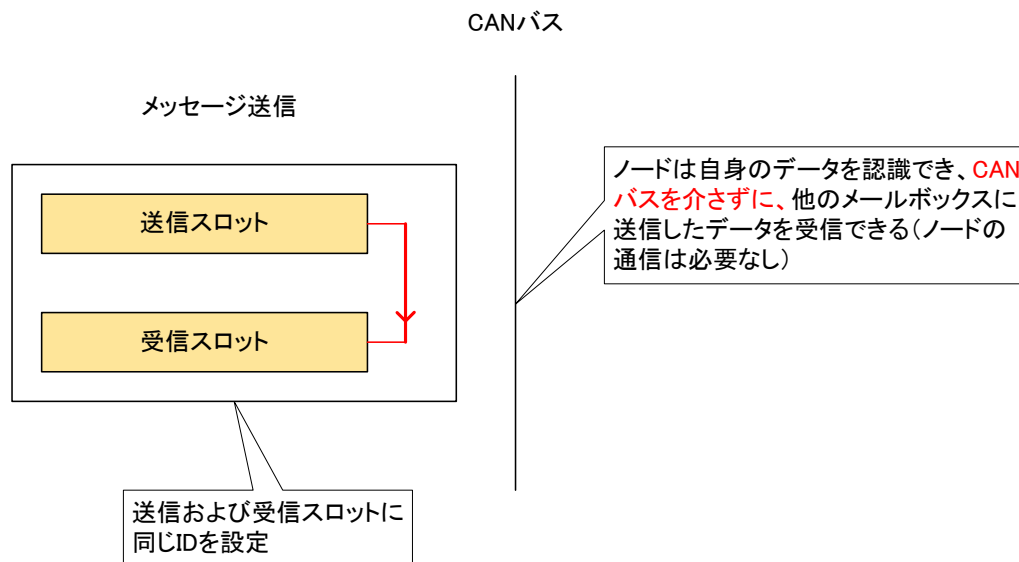 CANバス
メッセージ送信
送信スロット
受信スロット
ノードは自身のデータを認識でき、CAN
バスを介さずに、他のメールボックスに
送信したデータを受信できる(ノードの
通信は必要なし)
送信および受信スロットに
同じIDを設定